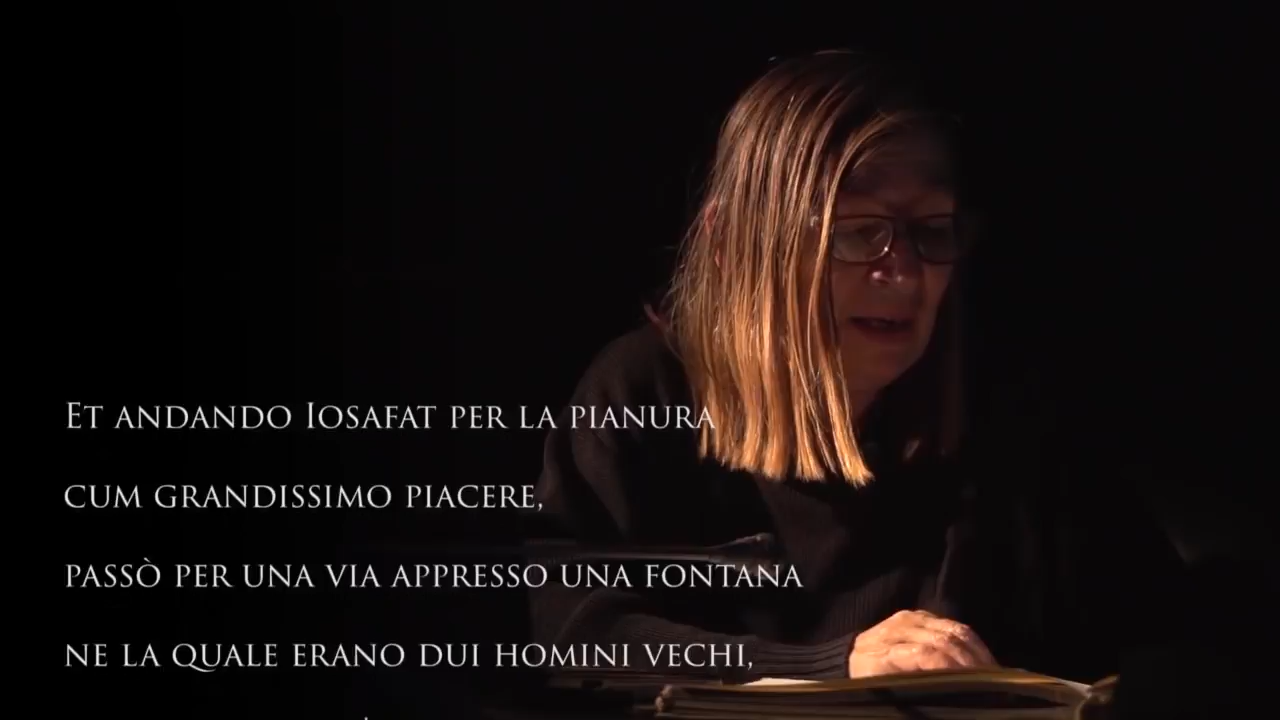 Et andando Iosafat per la pianura
cum grandissimo piacere,
passò per una via appresso una fontana
ne la quale erano dui homini vechi,